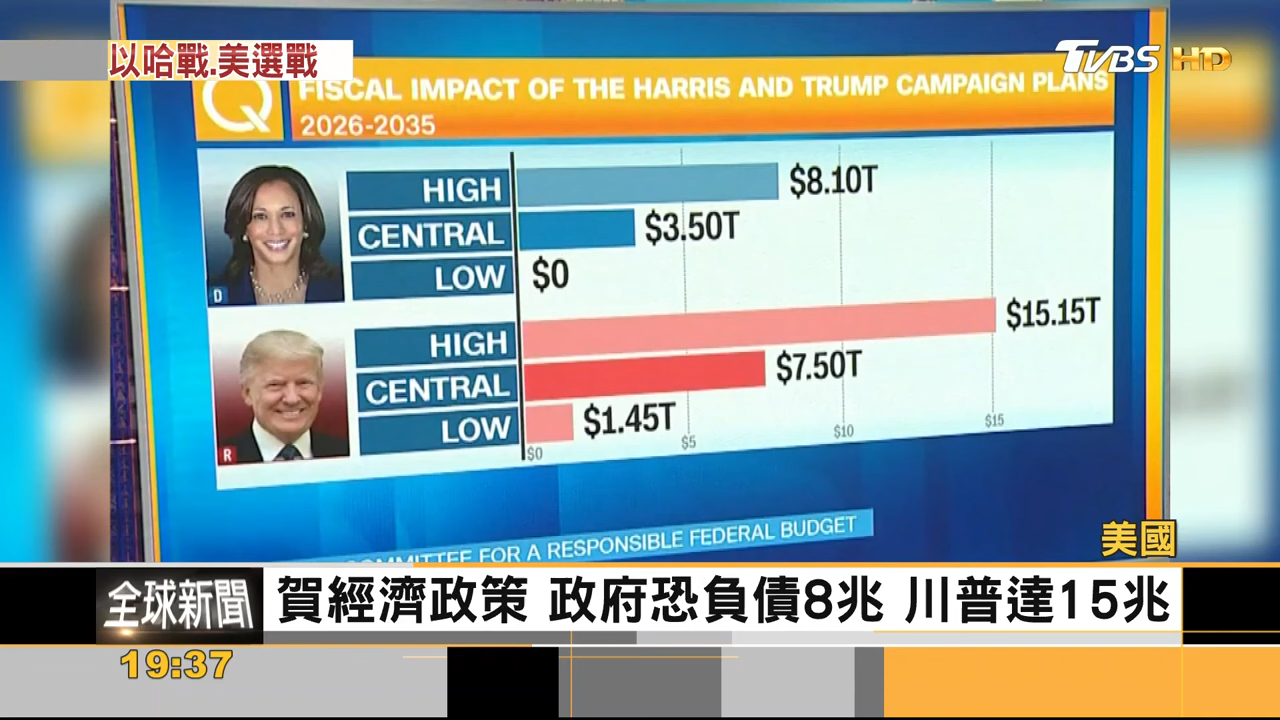 以哈戰.美選戰
TVBS HD
Q
FISCAL IMPACT OF THE HARRIS AND TRUMP CAMPAIGN PLANS
2026-2035
HIGH
$8.10T
CENTRAL
$3.50T
LOW
$0
D
HIGH
$15.15T
CENTRAL
$7.50T
LOW
$1.45T
R
$0
$5
$10
$15
COMMITTEE FOR A RESPONSIBLE FEDERAL BUDGET
美國
全球新聞
賀經濟政策 政府恐負債8兆 川普達15兆
19:37